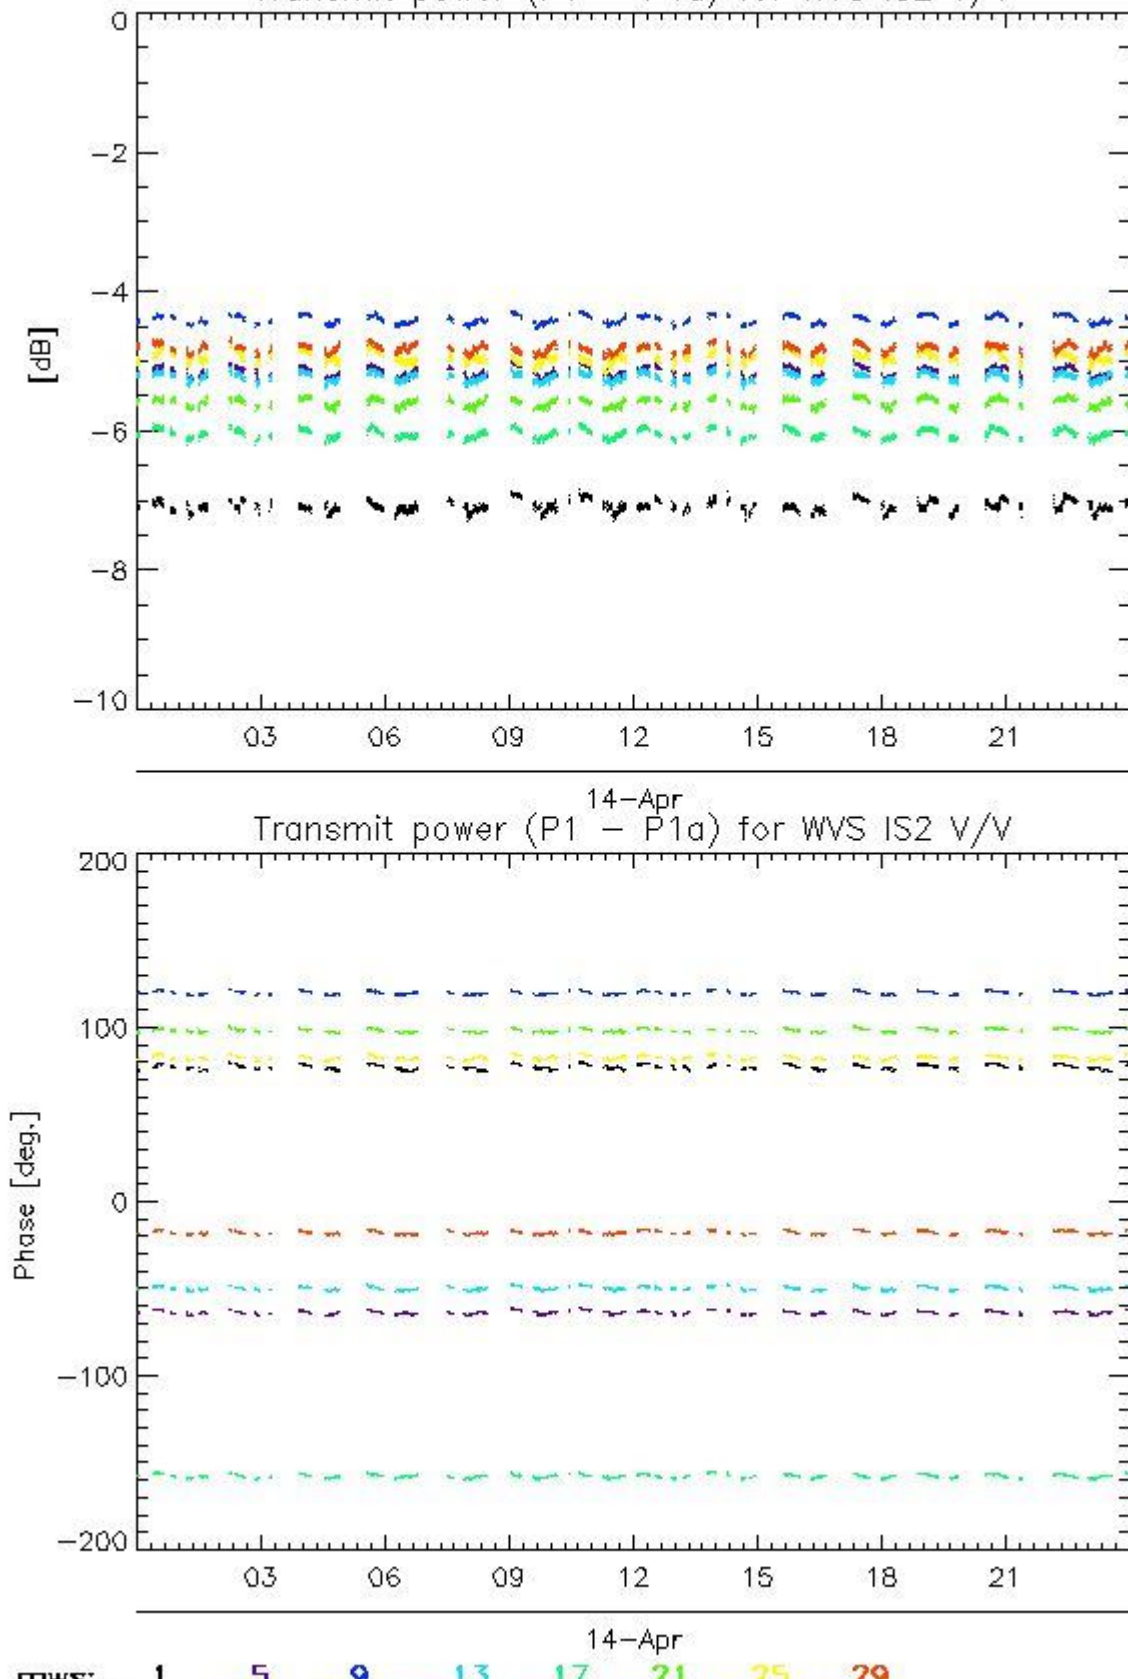 0
−2
−4
[dB]
−6
−8
−10
03 06 09 12 15 18 21
14−Apr
Transmit power (P1 − P1a) for WVS IS2 V/V
200
100
0
Phase [deg.]
−100
−200
03 06 09 12 15 18 21
14−Apr
1 5 9 13 17 21 25 29